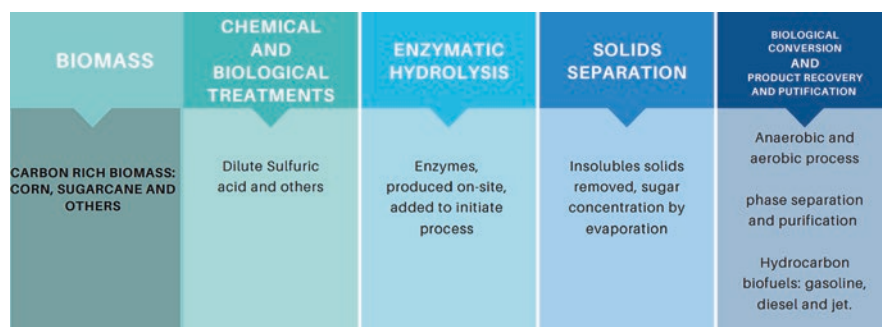 BIOMASS
CARBON RICH BIOMASS:
CORN, SUGARCANE AND
OTHERS
CHEMICAL
AND
BIOLOGICAL
TREATMENTS
Dilute Sulfuric
acid and others
ENZYMATIC
HYDROLYSIS
Enzymes,
produced on-site,
added to initiate
process
SOLIDS
SEPARATION
Insolubles solids
removed, sugar
concentration by
evaporation
BIOLOGICAL
CONVERSION
AND
PRODUCT RECOVERY
AND PUTIFICATION
Anaerobic and
aerobic process
phase separation
and purification
Hydrocarbon
biofuels: gasoline,
diesel and jet.